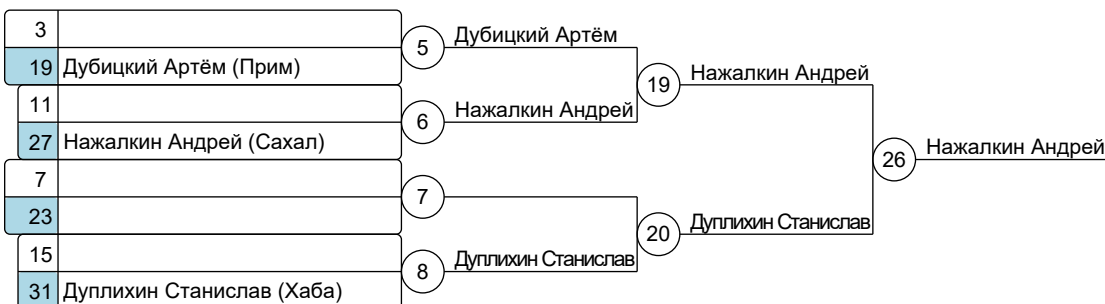 3
19 Дубицкий Артём (Прим)
11
27 Нажалкин Андрей (Сахал)
7
23
15
31 Дуплихин Станислав (Хаба)
5
6
7
8
Дубицкий Артём
Нажалкин Андрей
Дуплихин Станислав
19
20
Нажалкин Андрей
Дуплихин Станислав
26
Нажалкин Андрей